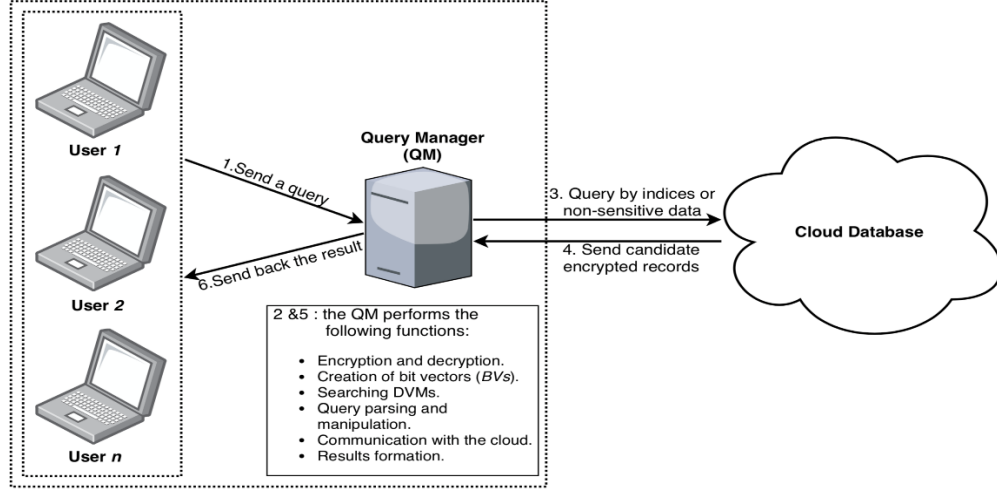 User 1
User 2
User n
Query Manager
(QM)
1.Send a query
6.Send back the result
3. Query by indices or
non-sensitive data
4. Send candidate
encrypted records
Cloud Database
2 &5 : the QM performs the
following functions:
• Encryption and decryption.
• Creation of bit vectors (BVs).
• Searching DVMs.
• Query parsing and
manipulation.
• Communication with the cloud.
• Results formation.